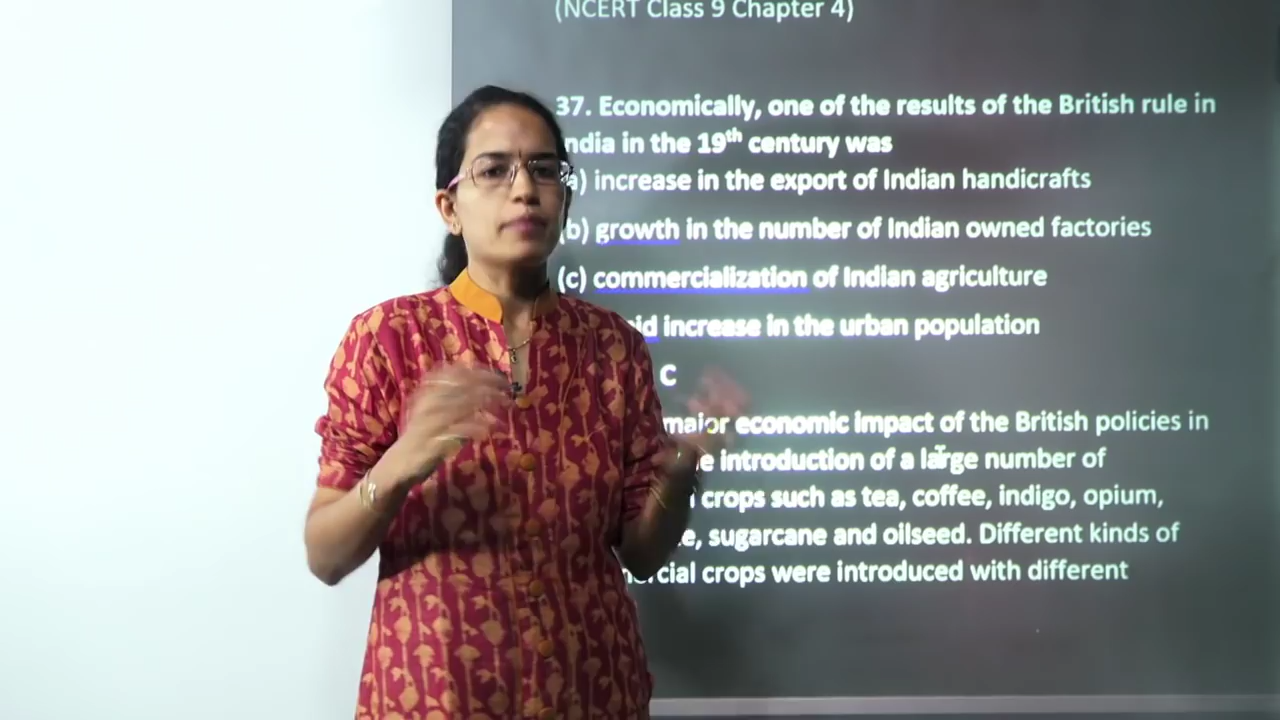 (NCERT Class 9 Chapter 4)
37. Economically, one of the results of the British rule in
India in the 19th century was
(a) increase in the export of Indian handicrafts
(b) growth in the number of Indian owned factories
(c) commercialization of Indian agriculture
increase in the urban population
C
major economic impact of the British policies in
introduction of a large number of
crops such as tea, coffee, indigo, opium,
sugarcane and oilseed. Different kinds of
crops were introduced with different